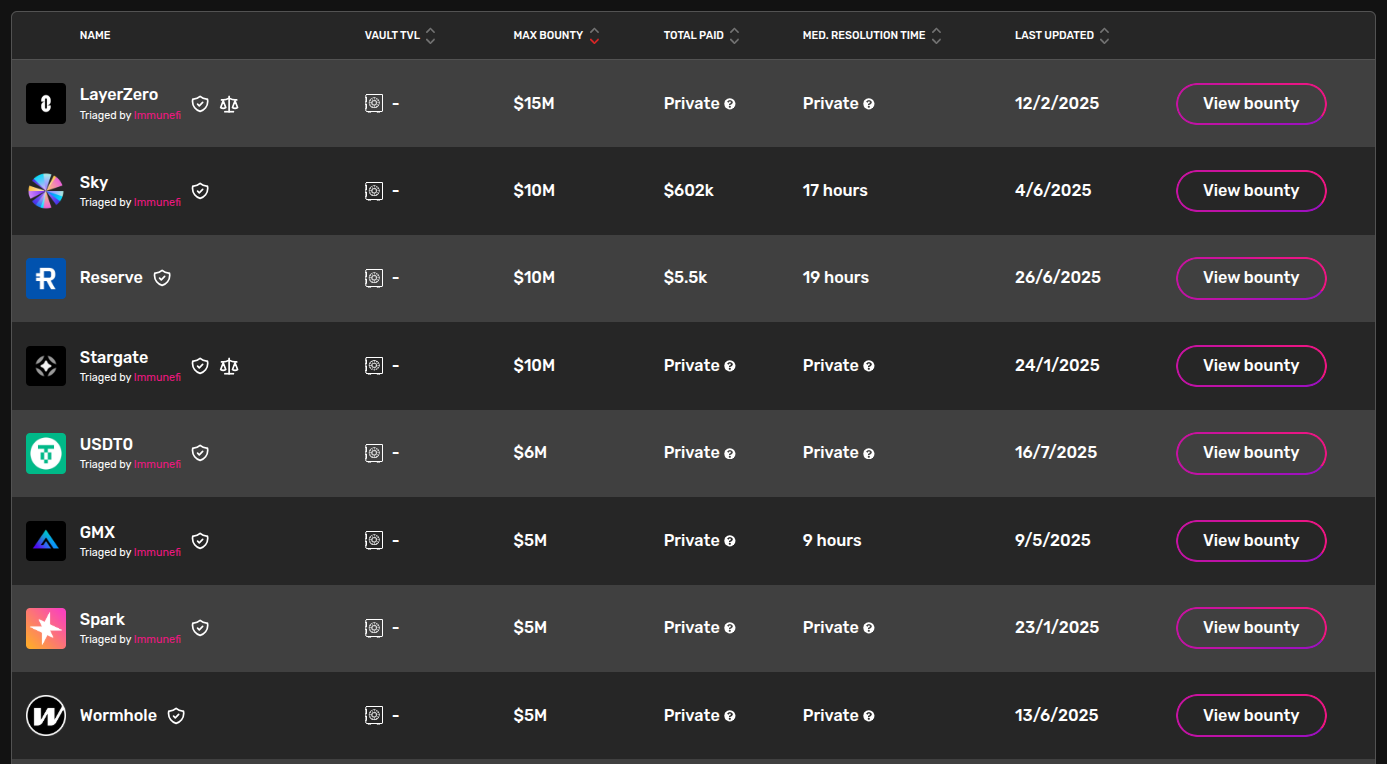 NAME VAULT TVL MAX BOUNTY TOTAL PAID MED. RESOLUTION TIME LAST UPDATED
LayerZero
Triaged by Immunefi
- $15M Private Private 12/2/2025 View bounty
Sky
Triaged by Immunefi
- $10M $602k 17 hours 4/6/2025 View bounty
Reserve - $10M $5.5k 19 hours 26/6/2025 View bounty
Stargate
Triaged by Immunefi
- $10M Private Private 24/1/2025 View bounty
USDT0
Triaged by Immunefi
- $6M Private Private 16/7/2025 View bounty
GMX
Triaged by Immunefi
- $5M Private 9 hours 9/5/2025 View bounty
Spark
Triaged by Immunefi
- $5M Private Private 23/1/2025 View bounty
Wormhole - $5M Private Private 13/6/2025 View bounty